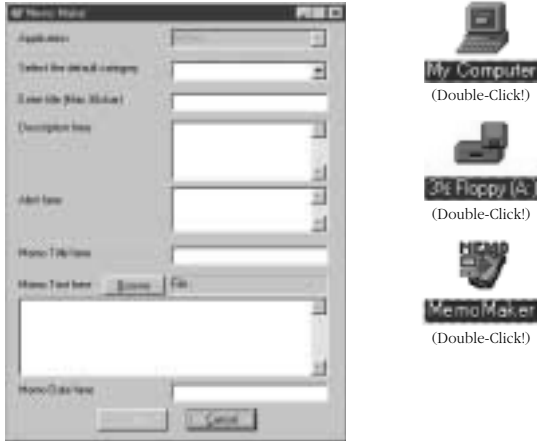 Memo Maker
Application
Select the default category
Enter title
Description here
Alert here
Memo Title here
Memo Text here
Browse
File:
Memo Date here
Cancel
My Computer
(Double-Click!)
3½ Floppy (A:)
(Double-Click!)
MEMO
MemoMaker
(Double-Click!)